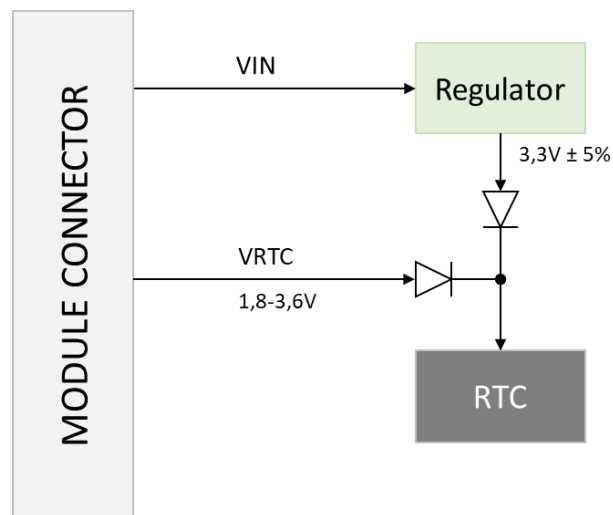 MODULE CONNECTOR
VIN
Regulator
3,3V ± 5%
VRTC
1,8-3,6V
RTC